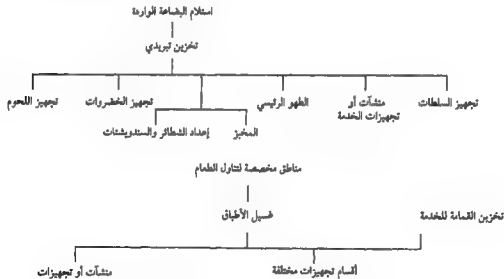 استلام البضاعة الواردة
تخزين تبريدي
تجهيز السلطات
منشآت أو
تجهيزات الخدمة
الطهو الرئيسي
تجهيز الخضروات
تجهيز اللحوم
المخبز
إعداد الشطائر والسندويشتات
مناطق مخصصة لتناول الطعام
غسيل الأطباق
تخزين القمامة للخدمة
أقسام تجهيزات مختلفة
منشآت أو تجهيزات